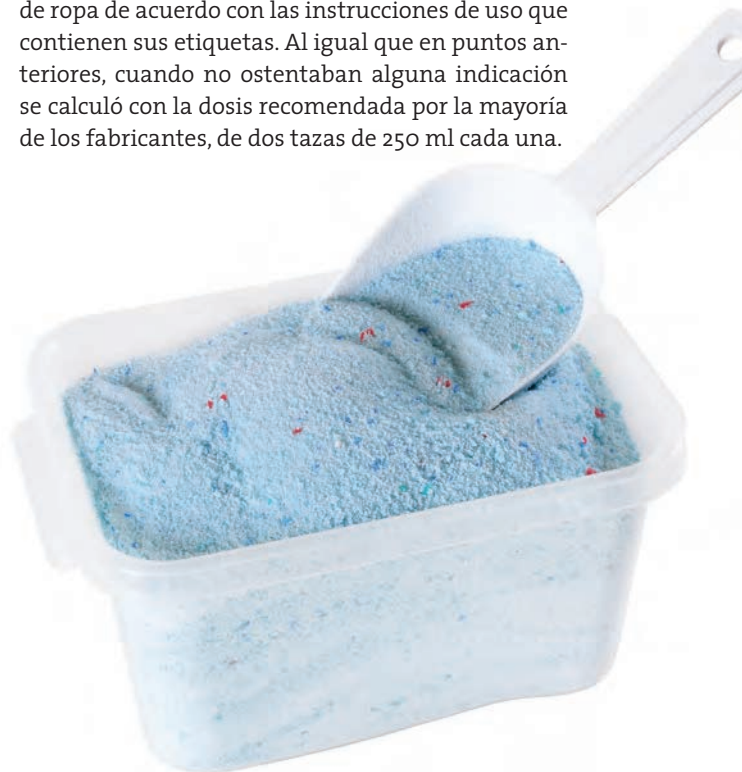 de ropa de acuerdo con las instrucciones de uso que
contienen sus etiquetas. Al igual que en puntos an-
teriores, cuando no ostentaban alguna indicación
se calculó con la dosis recomendada por la mayoría
de los fabricantes, de dos tazas de 250 ml cada una.